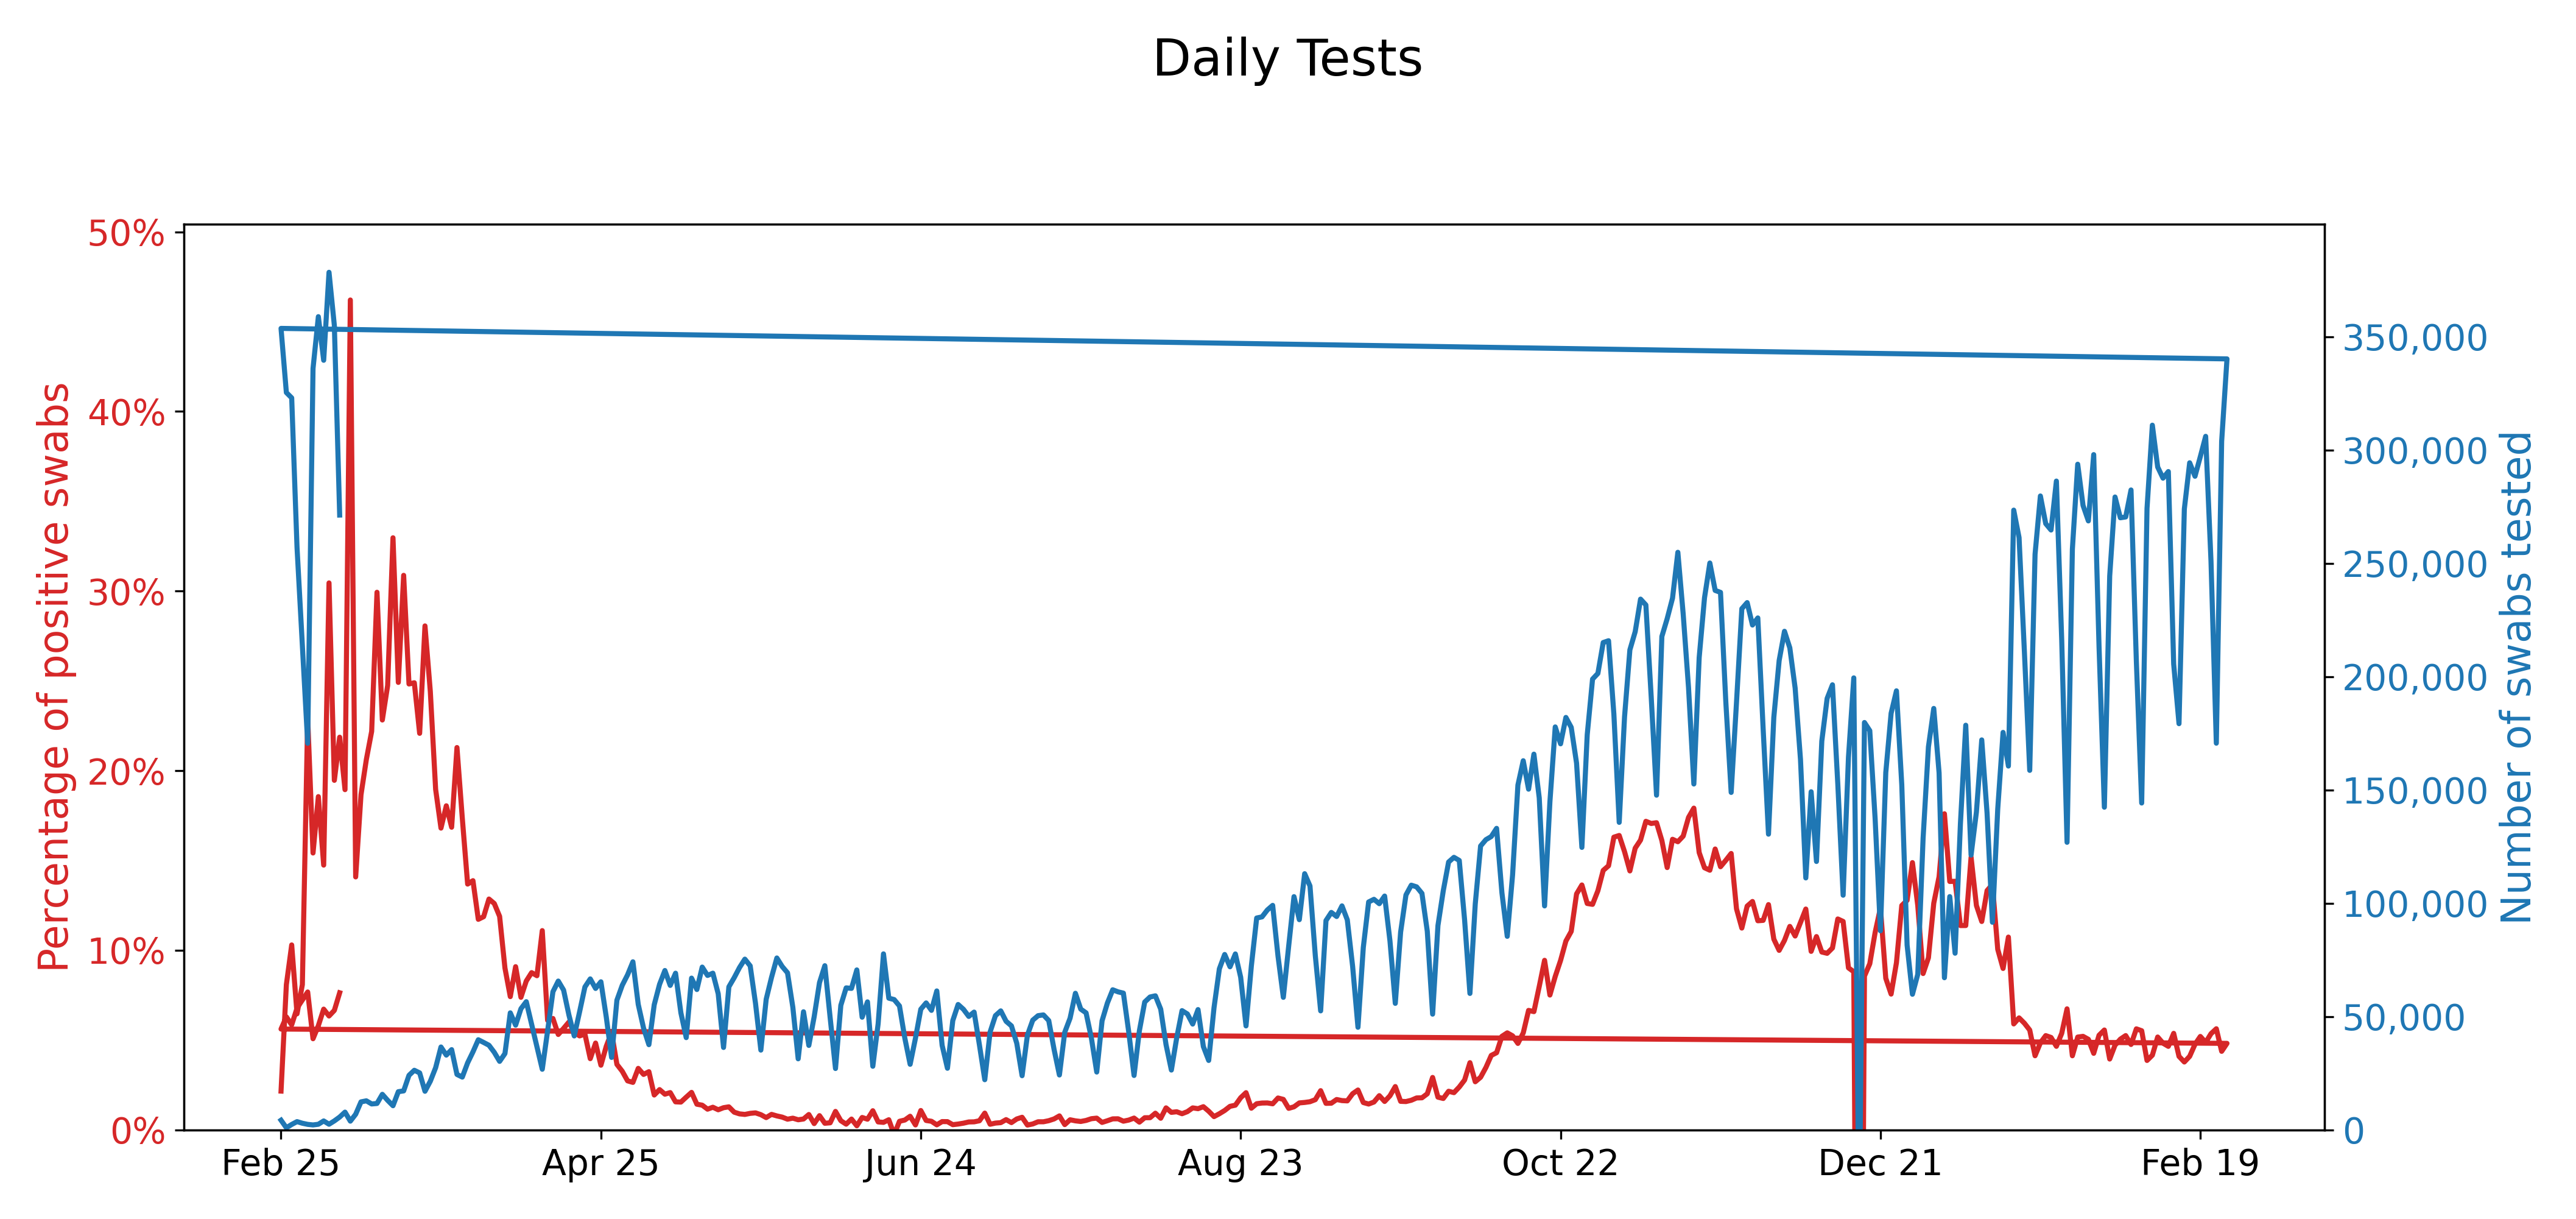 Daily Tests
50%
40%
30%
20%
10%
0%
Percentage of positive swabs
350,000
300,000
250,000
200,000
150,000
100,000
50,000
0
Number of swabs tested
Feb 25
Apr 25
Jun 24
Aug 23
Oct 22
Dec 21
Feb 19